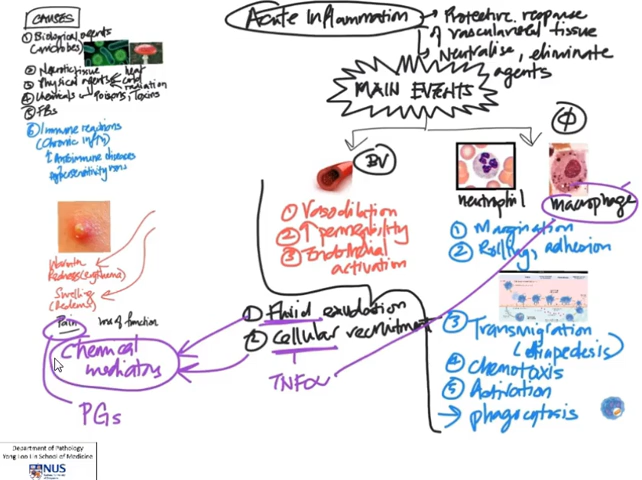 CAUSES
① Biological agents
(microbes)
② Necrotic tissue
③ Physical agents heat
cold
radiation
④ Chemicals → Poisons, Toxins
⑤ FBs
⑥ Immune reactions
(Chronic
↑ Autoimmune diseases
Hypersensitivity
Acute Inflammation
→ Protective response
of vascularized tissue
Neutralise, eliminate
agents
MAIN EVENTS
BV
① Vasodilation
② ↑ permeability
③ Endothelial
activation
neutrophil
macrophage
① Margination
② Rolling, adhesion
③ Transmigration
(diapedesis)
④ Chemotaxis
⑤ Activation
→ phagocytosis
① Fluid exudation
② Cellular recruitment
TNFα
Warmth
Redness (erythema)
Swelling
(oedema)
Pain loss of function
Chemical
mediators
PGs
Department of Pathology
Yong Loo Lin School of Medicine
NUS